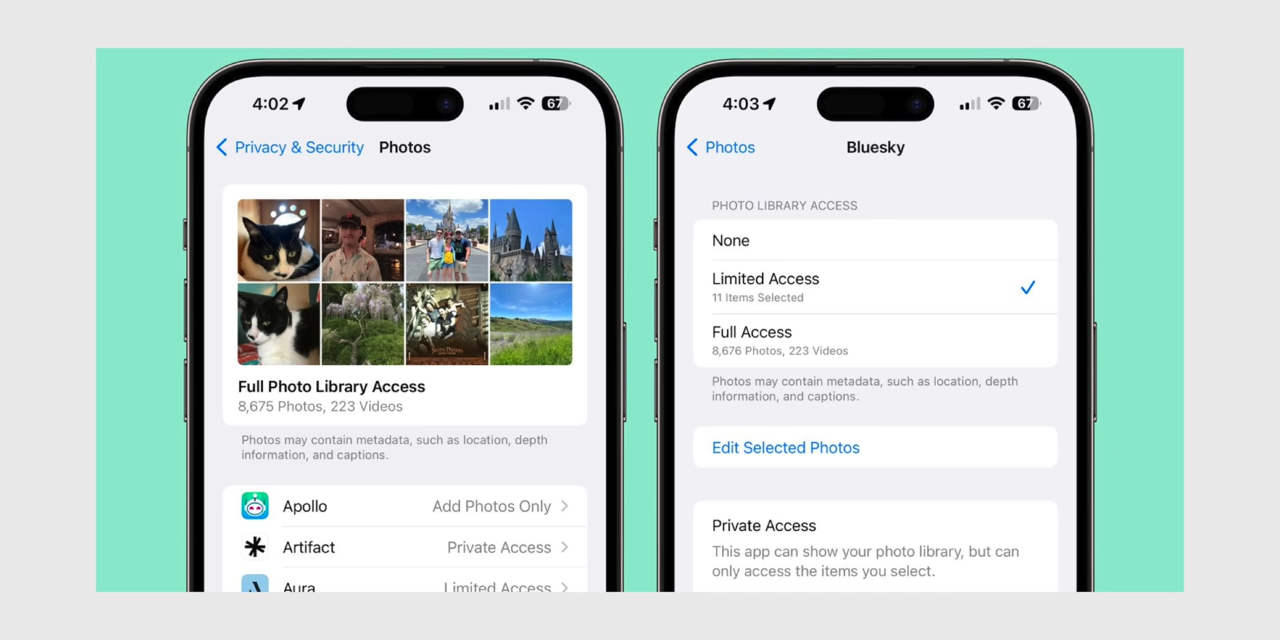 4:02
67
Privacy & Security
Photos
Full Photo Library Access
8,675 Photos, 223 Videos
Photos may contain metadata, such as location, depth
information, and captions.
Apollo
Add Photos Only
Artifact
Private Access
Aura
Limited Access
4:03
67
Photos
Bluesky
PHOTO LIBRARY ACCESS
None
Limited Access
11 Items Selected
Full Access
8,676 Photos, 223 Videos
Photos may contain metadata, such as location, depth
information, and captions.
Edit Selected Photos
Private Access
This app can show your photo library, but can
only access the items you select.